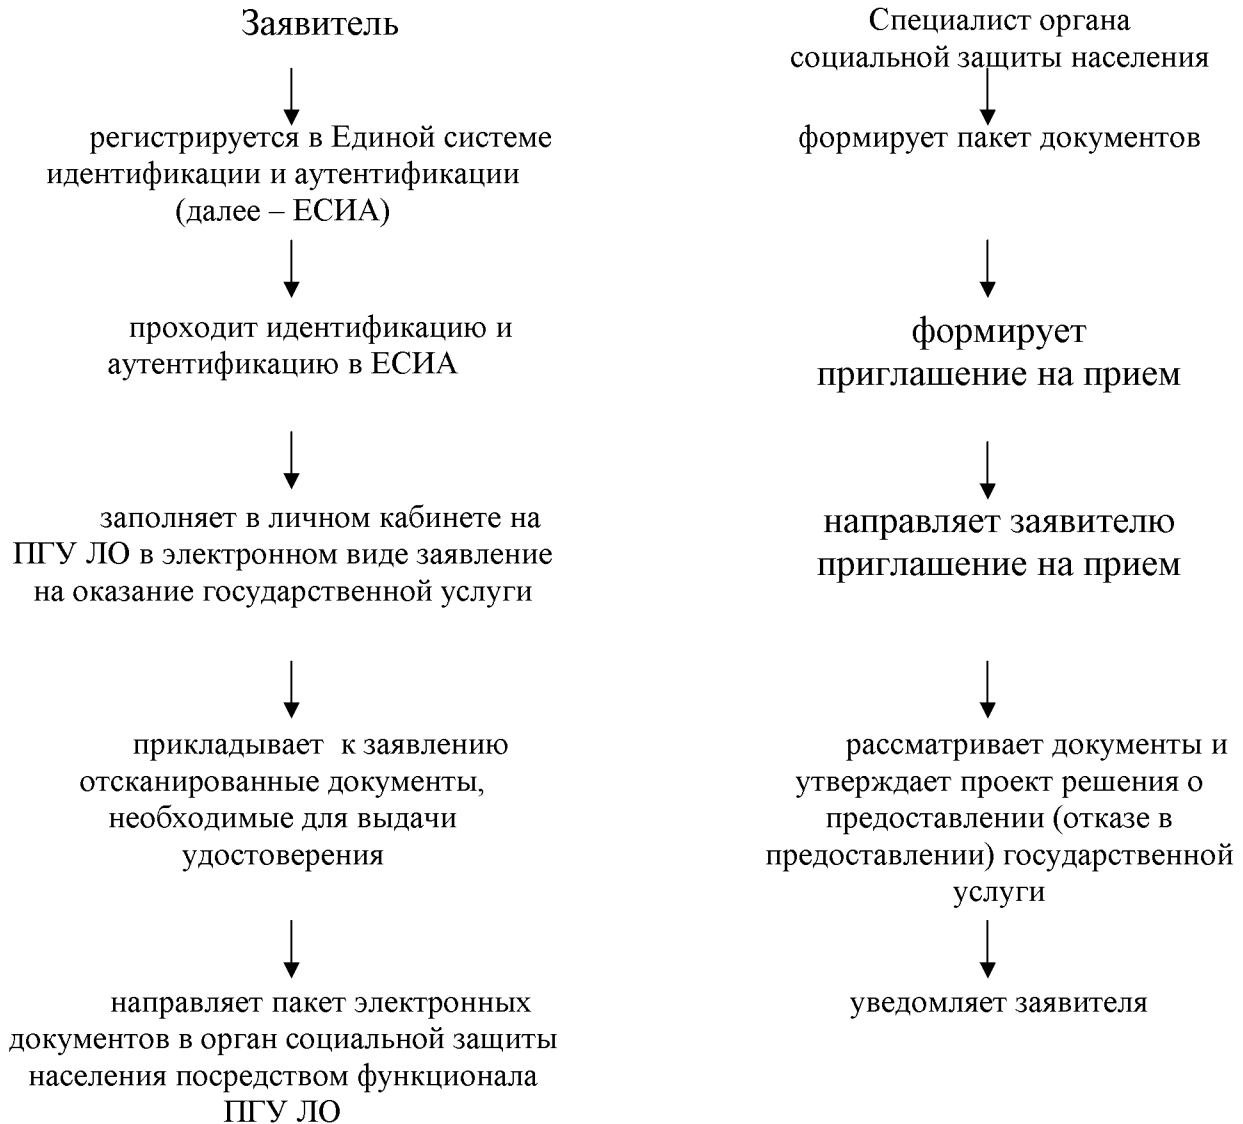 Заявитель
регистрируется в Единой системе
идентификации и аутентификации
(далее – ЕСИА)
проходит идентификацию и
аутентификацию в ЕСИА
заполняет в личном кабинете на
ПГУ ЛО в электронном виде заявление
на оказание государственной услуги
прикладывает  к заявлению
отсканированные документы,
необходимые для выдачи
удостоверения
направляет пакет электронных
документов в орган социальной защиты
населения посредством функционала
ПГУ ЛО
Специалист органа
социальной защиты населения
формирует пакет документов
формирует
приглашение на прием
направляет заявителю
приглашение на прием
рассматривает документы и
утверждает проект решения о
предоставлении (отказе в
предоставлении) государственной
услуги
уведомляет заявителя